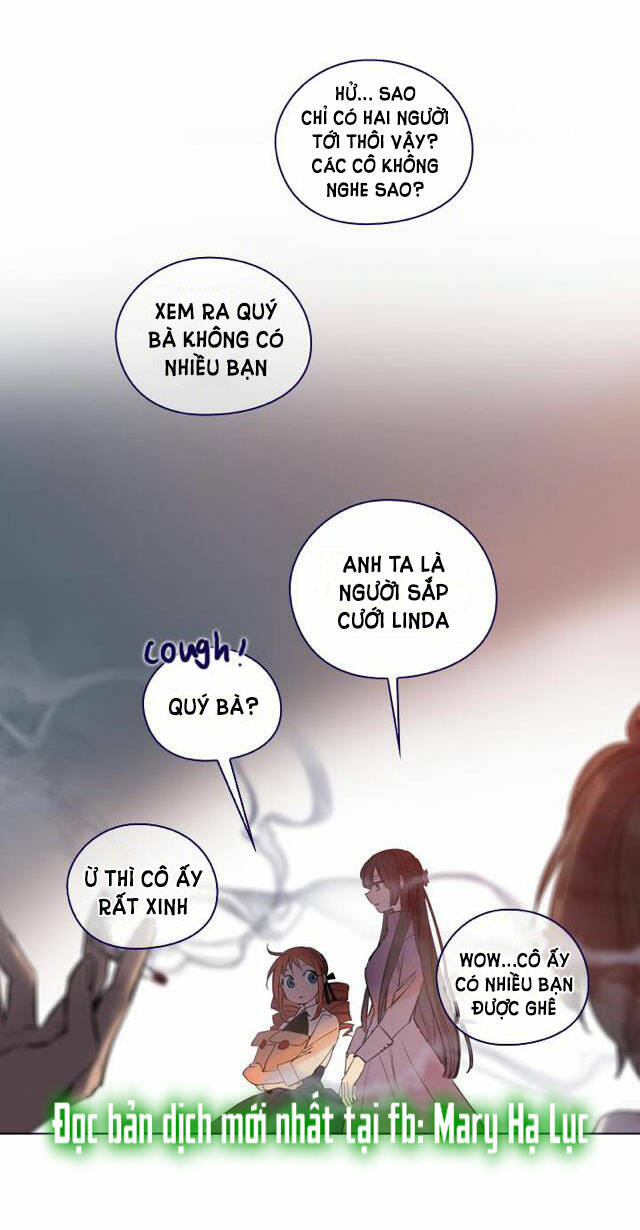 HỬ... SAO
CHỈ CÓ HAI NGƯỜI
TỚI THÔI VẬY?
CÁC CÔ KHÔNG
NGHE SAO?
XEM RA QUÝ
BÀ KHÔNG CÓ
NHIỀU BẠN
ANH TA LÀ
NGƯỜI SẮP
CƯỚI LINDA
cough!
QUÝ BÀ?
Ừ THÌ CÔ ẤY
RẤT XINH
WOW...CÔ ẤY
CÓ NHIỀU BẠN
ĐƯỢC GHÊ
Đọc bản dịch mới nhất tại fb: Mary Hạ Lục